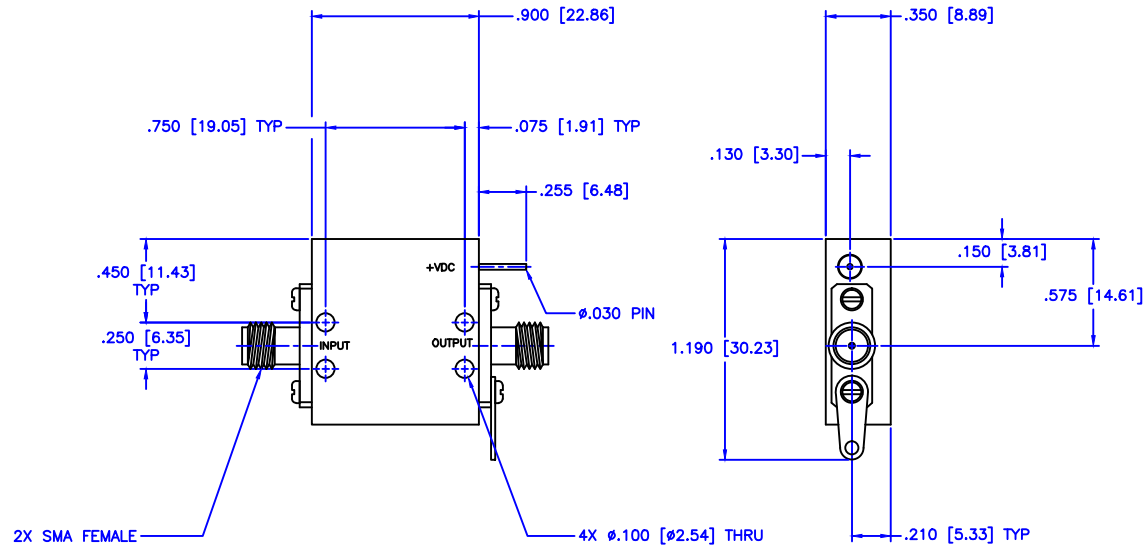 .900 [22.86]
.350 [8.89]
.750 [19.05] TYP
.075 [1.91] TYP
.130 [3.30]
.255 [6.48]
.450 [11.43]
TYP
+VDC
.150 [3.81]
.575 [14.61]
ø.030 PIN
.250 [6.35]
TYP
INPUT
OUTPUT
1.190 [30.23]
2X SMA FEMALE
4X ø.100 [ø2.54] THRU
.210 [5.33] TYP